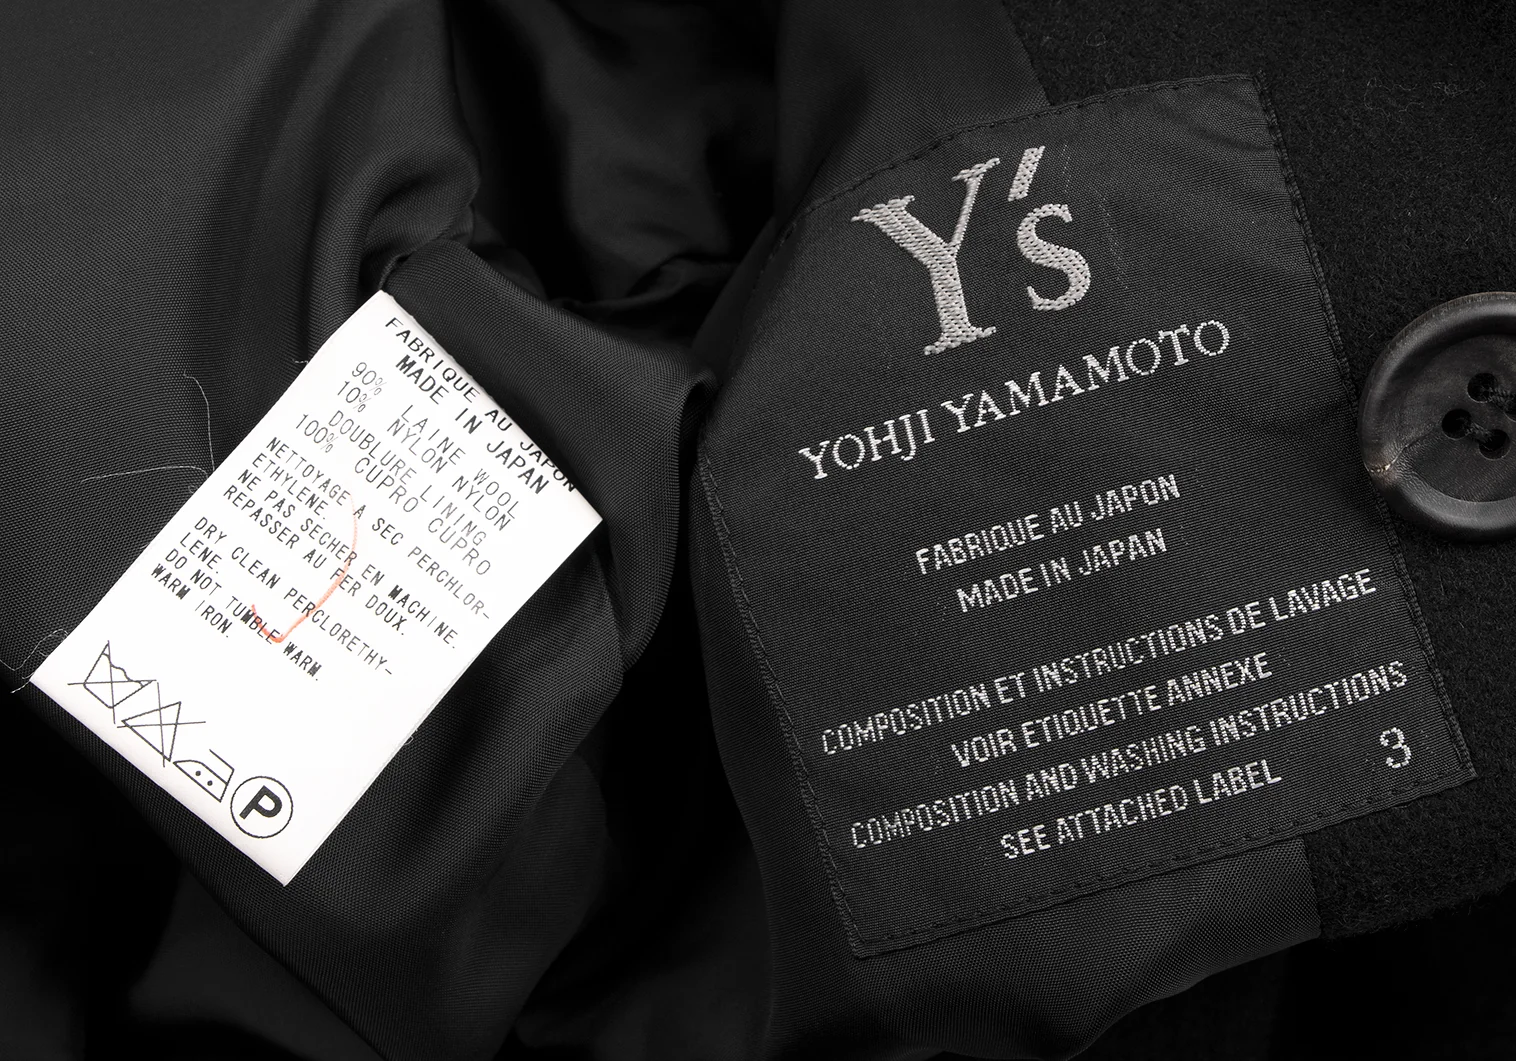 FABRIQUE AU JAPON
MADE IN JAPAN
90% LAINE WOOL
10% NYLON NYLON
DOUBLURE LINING
100% CUPRO CUPRO
NETTOYAGE A SEC PERCHLOR-
ETHYLENE.
NE PAS SECHER EN MACHINE.
REPASSER AU FER DOUX.
DRY CLEAN PERCLORETHY-
LENE.
DO NOT TUMBLE WARM.
WARM IRON.
P
Y's
YOHJI YAMAMOTO
FABRIQUE AU JAPON
MADE IN JAPAN
COMPOSITION ET INSTRUCTIONS DE LAVAGE
VOIR ETIQUETTE ANNEXE
COMPOSITION AND WASHING INSTRUCTIONS
SEE ATTACHED LABEL
3